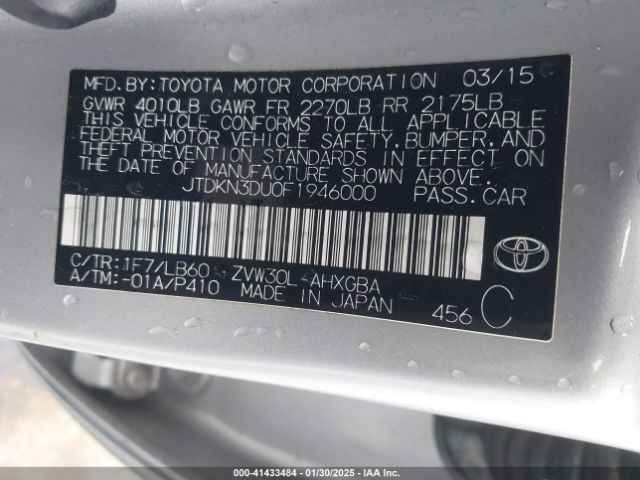 MFD.BY:TOYOTA MOTOR CORPORATION 03/15
GVWR 4010LB GAWR FR 2270LB RR 2175LB
THIS VEHICLE CONFORMS TO ALL APPLICABLE
FEDERAL MOTOR VEHICLE SAFETY,BUMPER,AND
THEFT PREVENTION STANDARDS IN EFFECT ON
THE DATE OF MANUFACTURE SHOWN ABOVE.
JTDKN3DU0F1946000 PASS.CAR
C/TR:1F7/LB60 ZVW30L-AHXGBA
A/TM:-01A/P410 MADE IN JAPAN
456 C
000-41433484 - 01/30/2025 - IAAI.COM